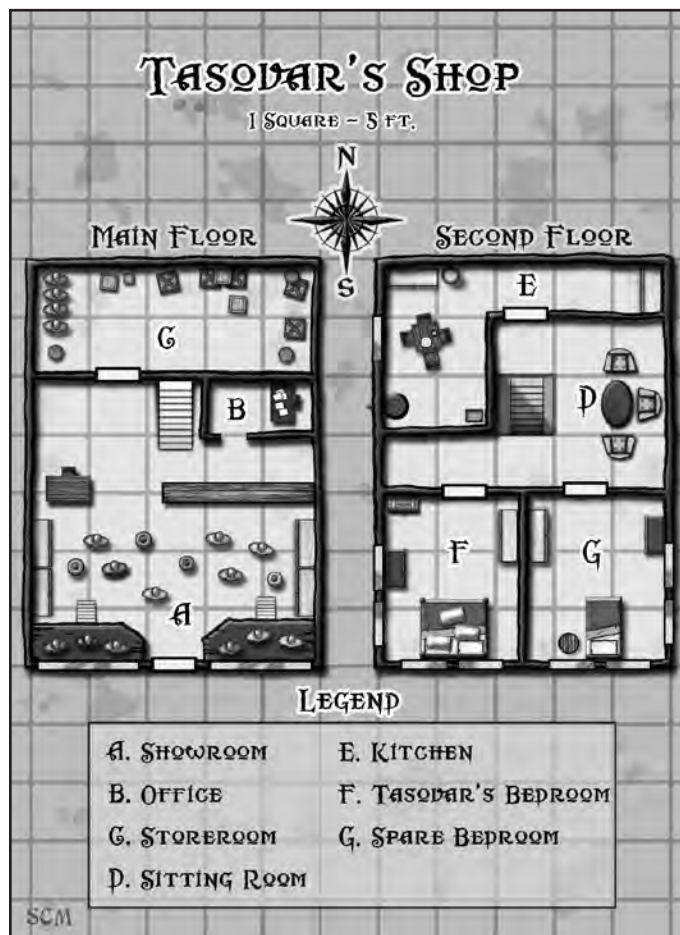 Tasovar's Shop
1 Square – 5 ft.
N
S
Main Floor
Second Floor
C
B
A
E
D
F
G
Legend
A. Showroom
B. Office
C. Storeroom
D. Sitting Room
E. Kitchen
F. Tasovar's Bedroom
G. Spare Bedroom
SCM